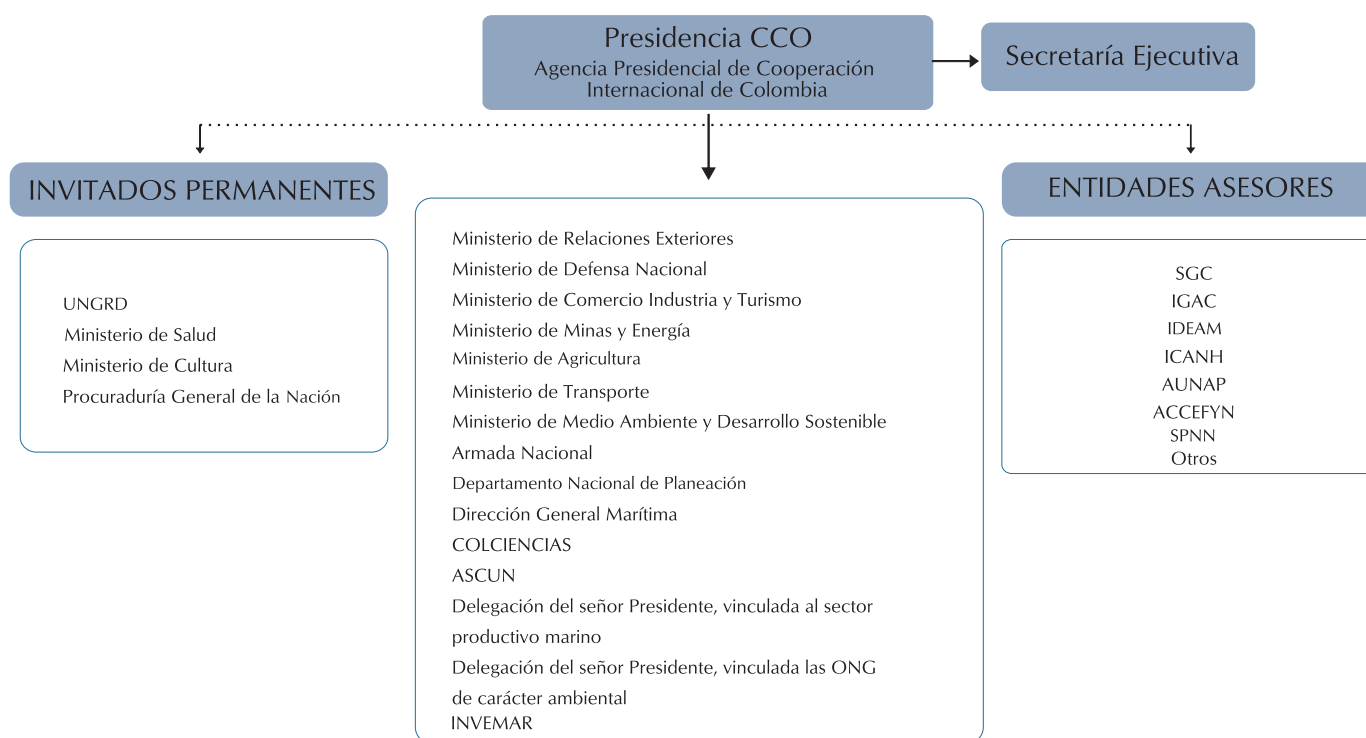 Presidencia CCO
Agencia Presidencial de Cooperación
Internacional de Colombia
Secretaría Ejecutiva
INVITADOS PERMANENTES
UNGRD
Ministerio de Salud
Ministerio de Cultura
Procuraduría General de la Nación
Ministerio de Relaciones Exteriores
Ministerio de Defensa Nacional
Ministerio de Comercio Industria y Turismo
Ministerio de Minas y Energía
Ministerio de Agricultura
Ministerio de Transporte
Ministerio de Medio Ambiente y Desarrollo Sostenible
Armada Nacional
Departamento Nacional de Planeación
Dirección General Marítima
COLCIENCIAS
ASCUN
Delegación del señor Presidente, vinculada al sector
productivo marino
Delegación del señor Presidente, vinculada las ONG
de carácter ambiental
INVEMAR
ENTIDADES ASESORES
SGC
IGAC
IDEAM
ICANH
AUNAP
ACCEFYN
SPNN
Otros